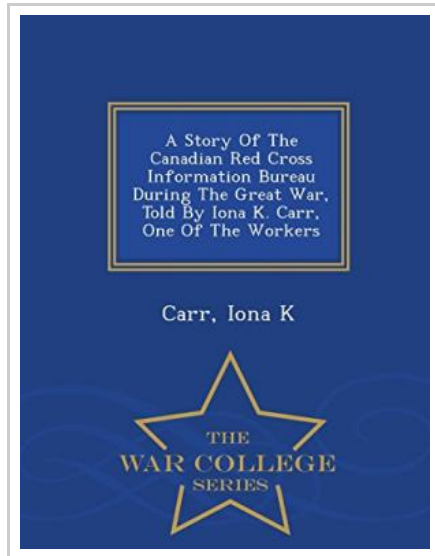 A Story Of The
Canadian Red Cross
Information Bureau
During The Great War,
Told By Iona K. Carr,
One Of The Workers
Carr, Iona K
THE
WAR COLLEGE
SERIES